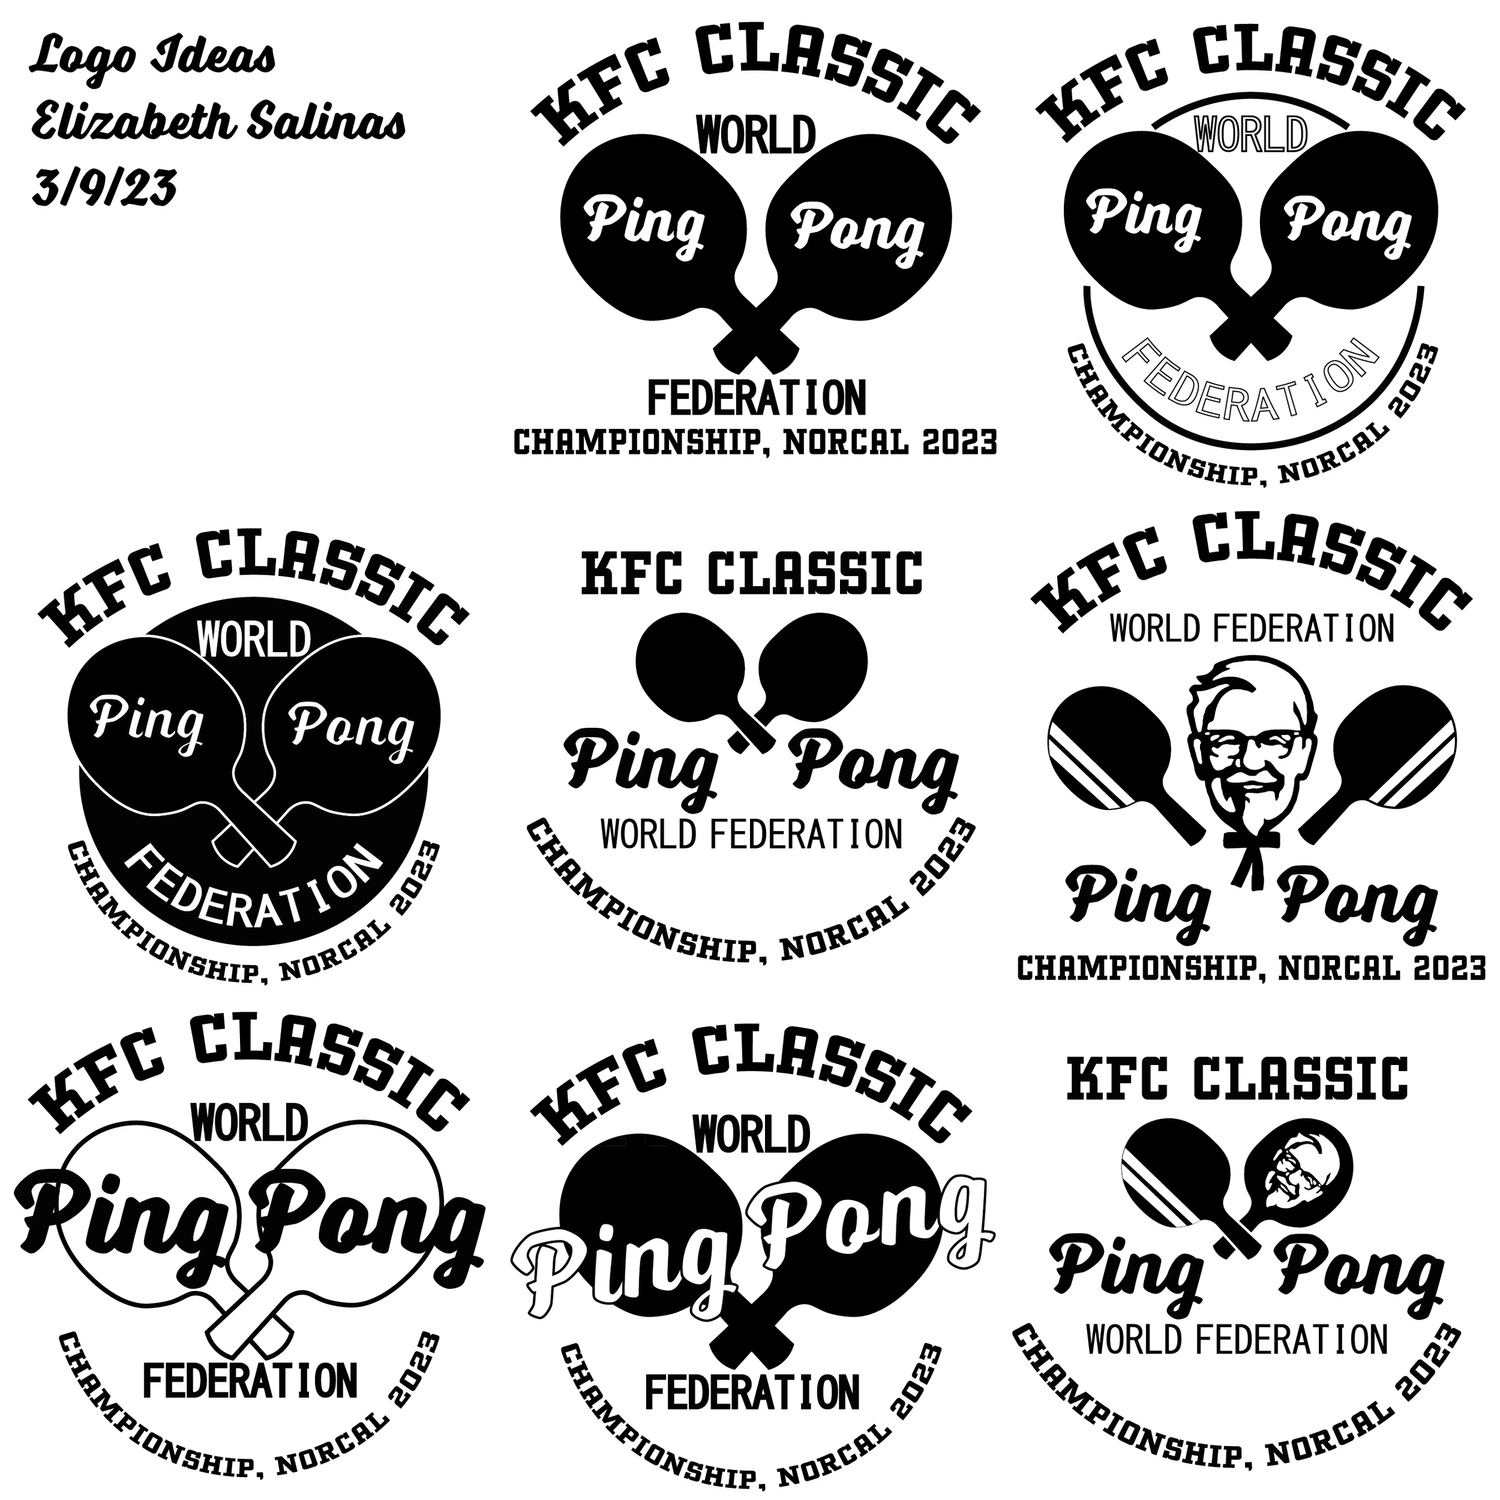 Logo Ideas
Elizabeth Salinas
3/9/23
KFC CLASSIC
WORLD
Ping Pong
FEDERATION
CHAMPIONSHIP, NORCAL 2023
KFC CLASSIC
WORLD
Ping Pong
FEDERATION
CHAMPIONSHIP, NORCAL 2023
KFC CLASSIC
WORLD
Ping Pong
FEDERATION
CHAMPIONSHIP, NORCAL 2023
KFC CLASSIC
Ping Pong
WORLD FEDERATION
CHAMPIONSHIP, NORCAL 2023
KFC CLASSIC
WORLD FEDERATION
Ping Pong
CHAMPIONSHIP, NORCAL 2023
KFC CLASSIC
WORLD
Ping Pong
FEDERATION
CHAMPIONSHIP, NORCAL 2023
KFC CLASSIC
WORLD
Ping Pong
FEDERATION
CHAMPIONSHIP, NORCAL 2023
KFC CLASSIC
Ping Pong
WORLD FEDERATION
CHAMPIONSHIP, NORCAL 2023